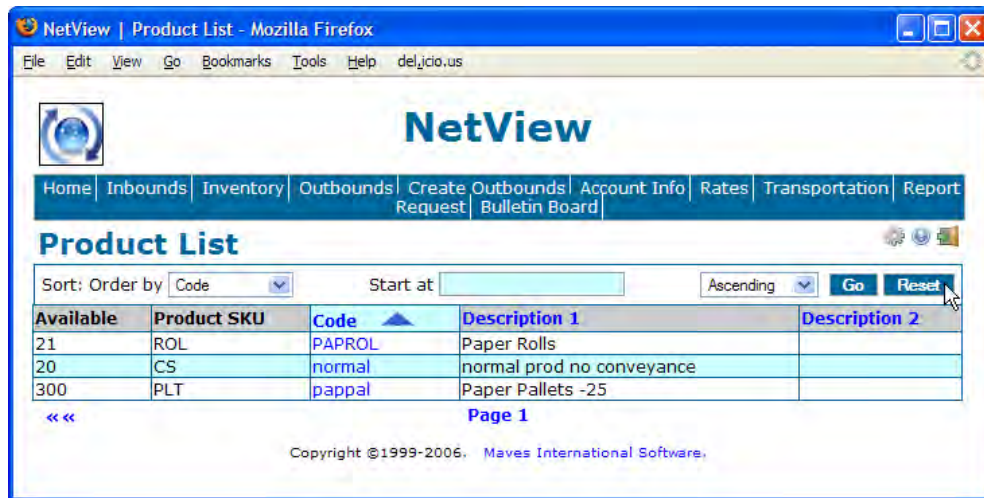 NetView | Product List - Mozilla Firefox
File Edit View Go Bookmarks Tools Help del.icio.us
NetView
Home| Inbounds| Inventory| Outbounds| Create Outbounds| Account Info| Rates| Transportation| Report
Request| Bulletin Board|
Product List
Sort: Order by Code Start at Ascending Go Reset
Available Product SKU Code Description 1 Description 2
21 ROL PAPROL Paper Rolls
20 CS normal normal prod no conveyance
300 PLT pappal Paper Pallets -25
«« Page 1
Copyright ©1999-2006. Maves International Software.